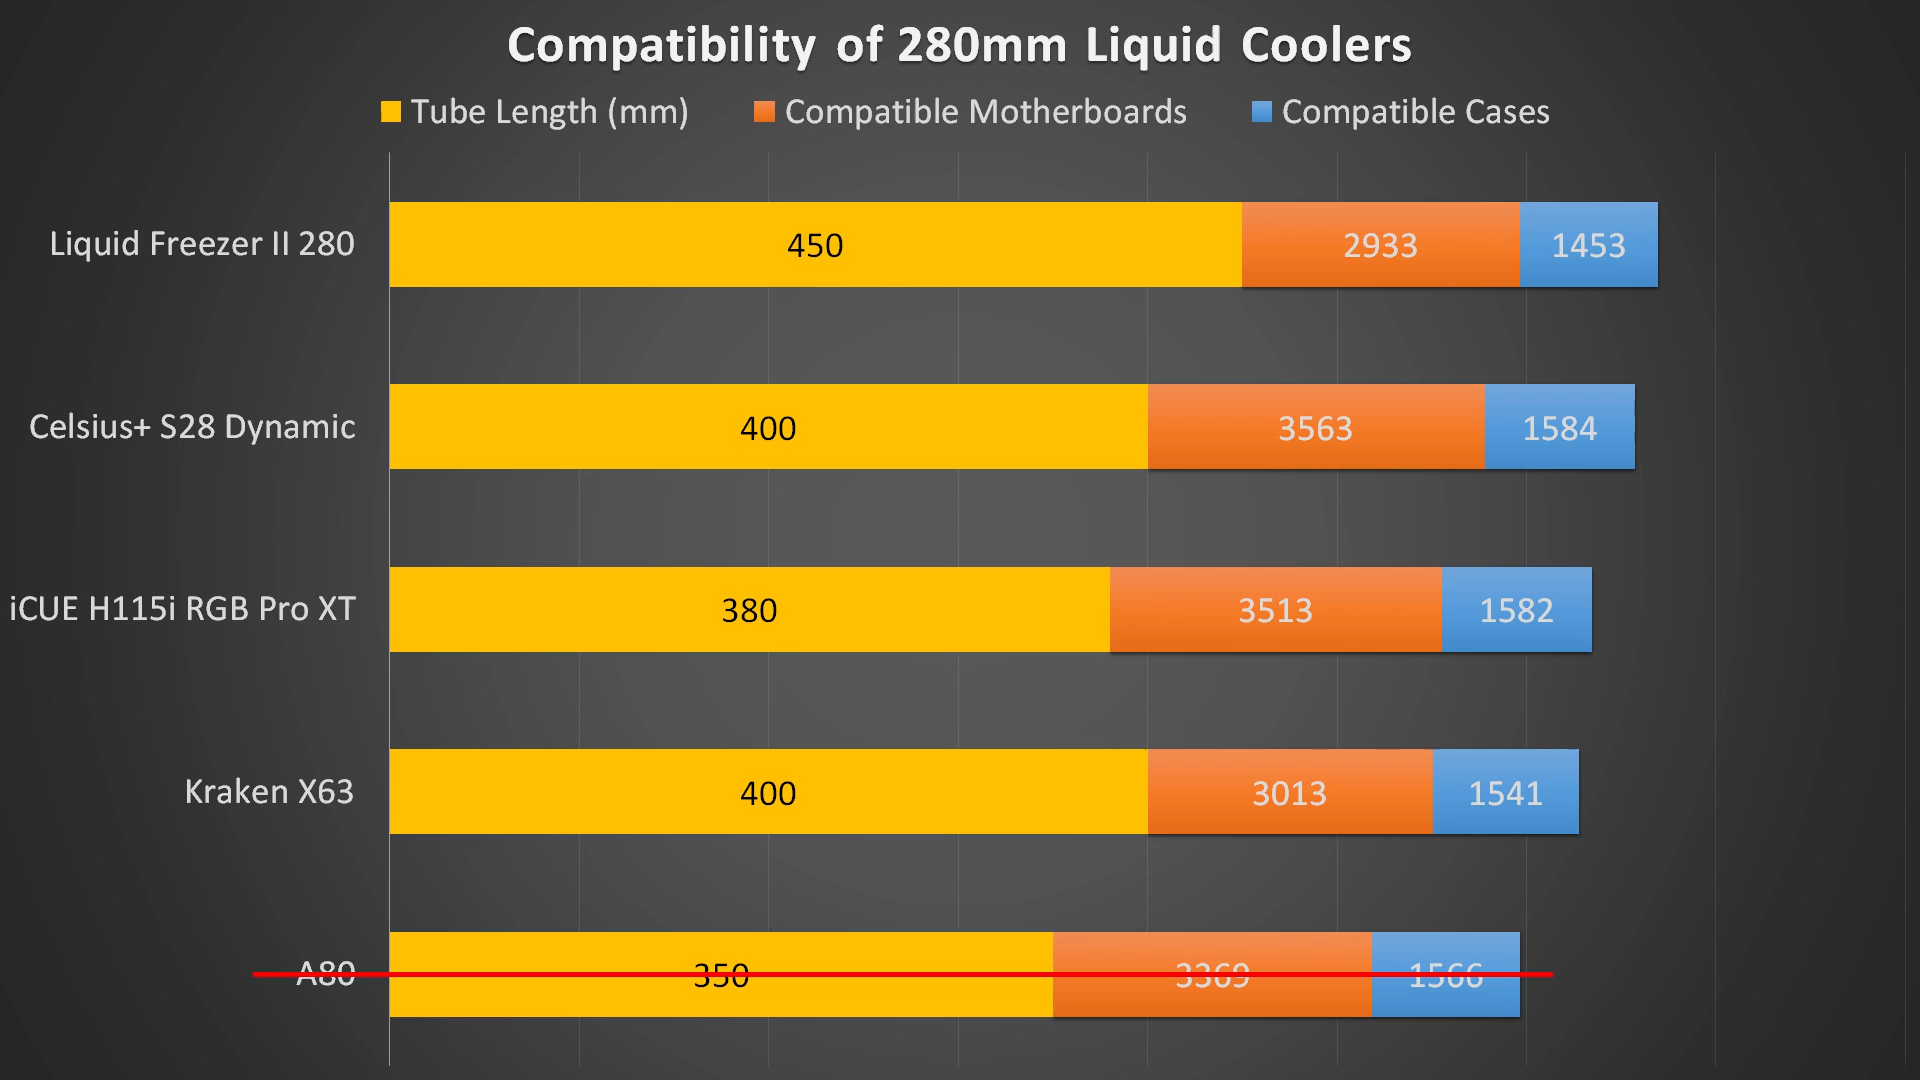 Compatibility of 280mm Liquid Coolers
Tube Length (mm) Compatible Motherboards Compatible Cases
Liquid Freezer II 280 450 2933 1453
Celsius+ S28 Dynamic 400 3563 1584
iCUE H115i RGB Pro XT 380 3513 1582
Kraken X63 400 3013 1541
A80 350 3369 1566